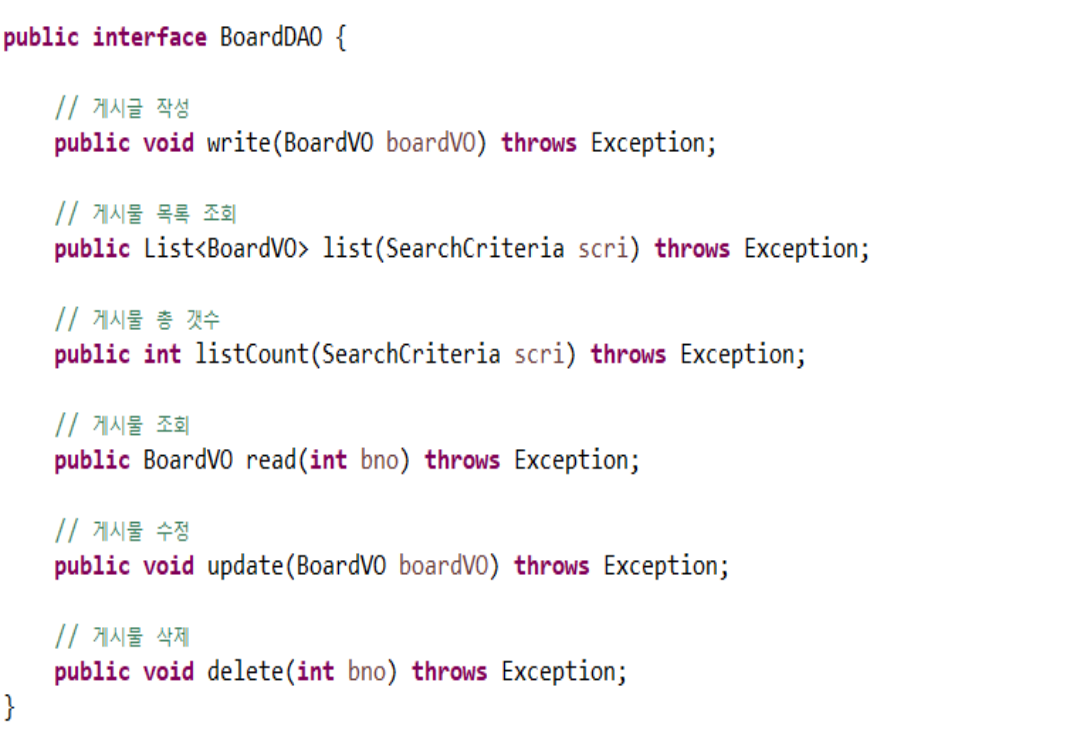 public interface BoardDAO {
// 게시글 작성
public void write(BoardVO boardVO) throws Exception;
// 게시물 목록 조회
public List<BoardVO> list(SearchCriteria scri) throws Exception;
// 게시물 총 갯수
public int listCount(SearchCriteria scri) throws Exception;
// 게시물 조회
public BoardVO read(int bno) throws Exception;
// 게시물 수정
public void update(BoardVO boardVO) throws Exception;
// 게시물 삭제
public void delete(int bno) throws Exception;
}